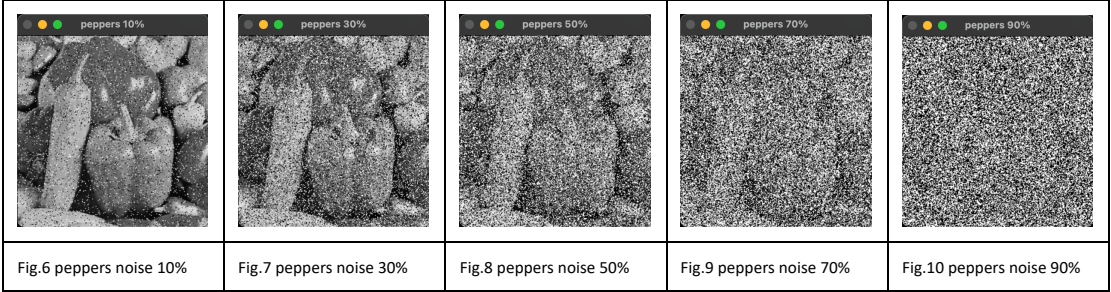 peppers 10%
peppers 30%
peppers 50%
peppers 70%
peppers 90%
Fig.6 peppers noise 10%
Fig.7 peppers noise 30%
Fig.8 peppers noise 50%
Fig.9 peppers noise 70%
Fig.10 peppers noise 90%